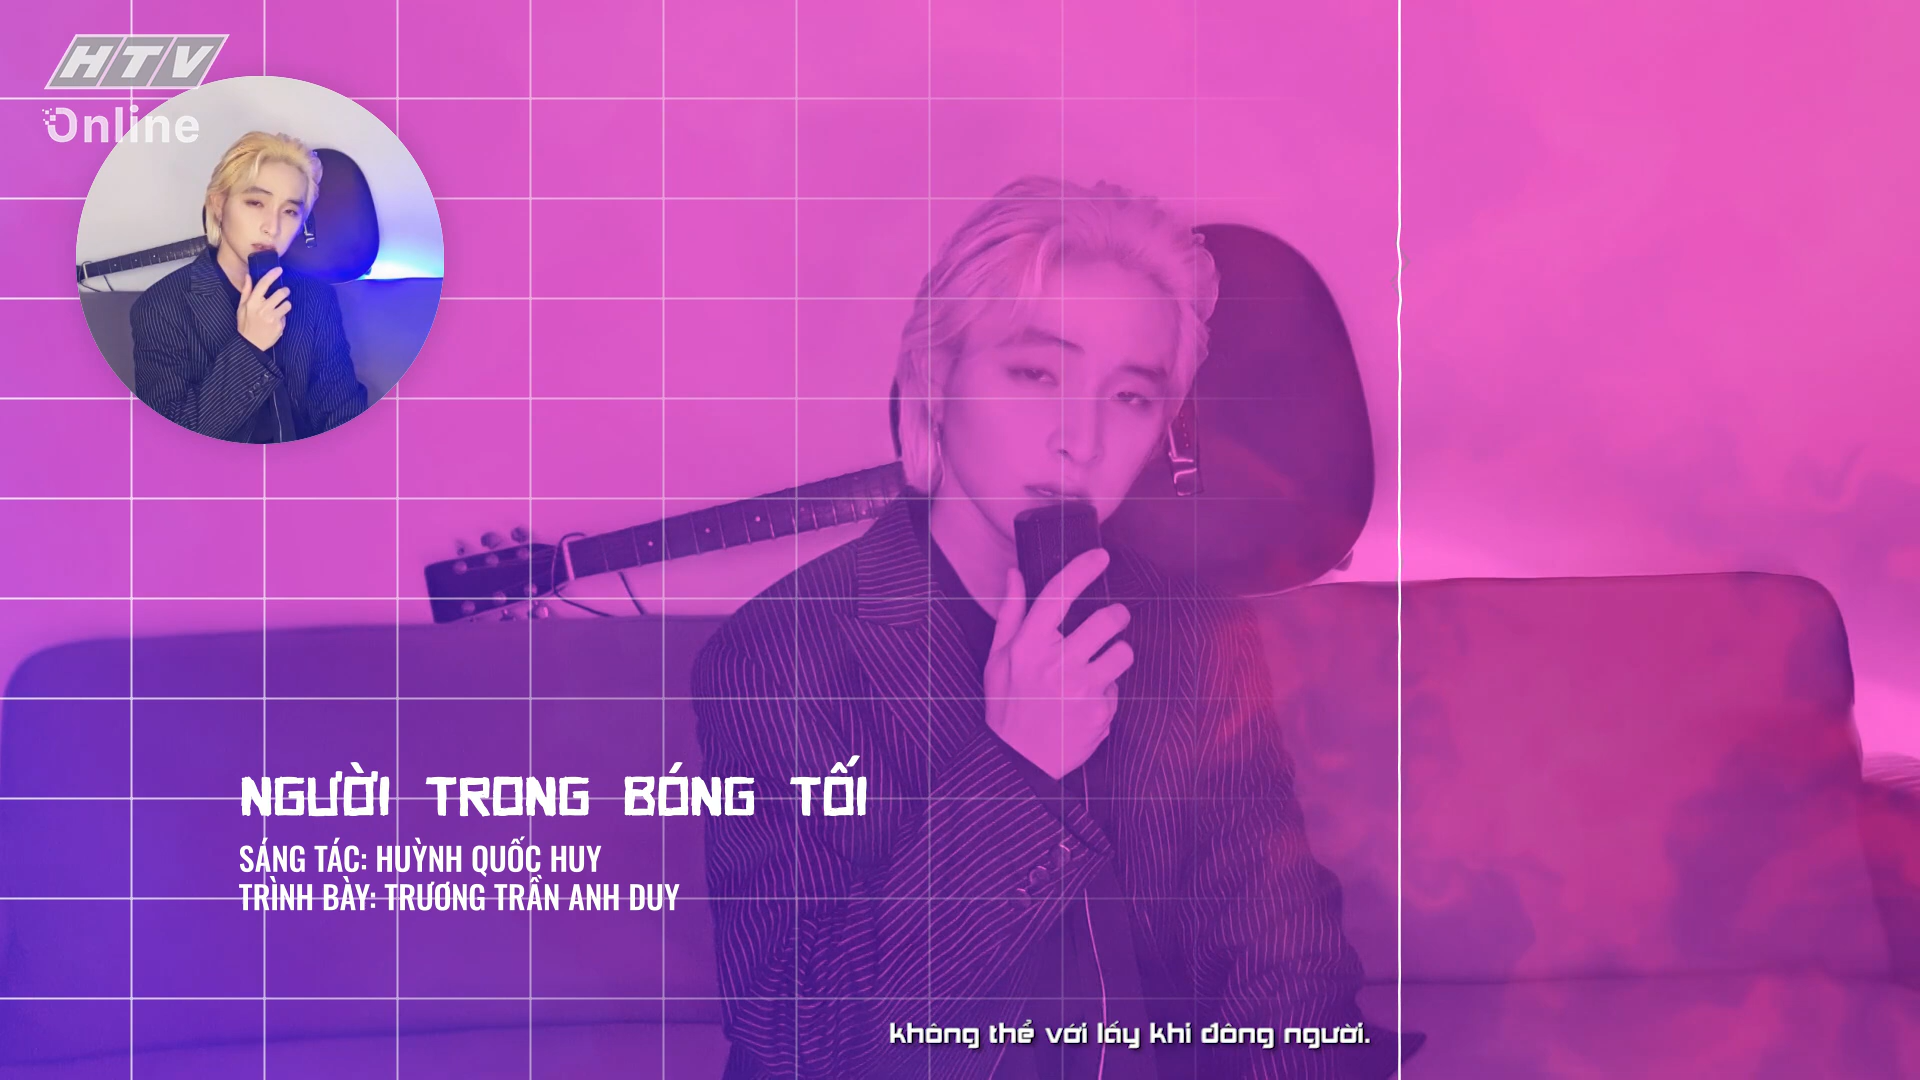 HTV
Online
NGƯỜI TRONG BÓNG TỐI
SÁNG TÁC: HUỲNH QUỐC HUY
TRÌNH BÀY: TRƯƠNG TRẦN ANH DUY
không thể với lấy khi đông người.